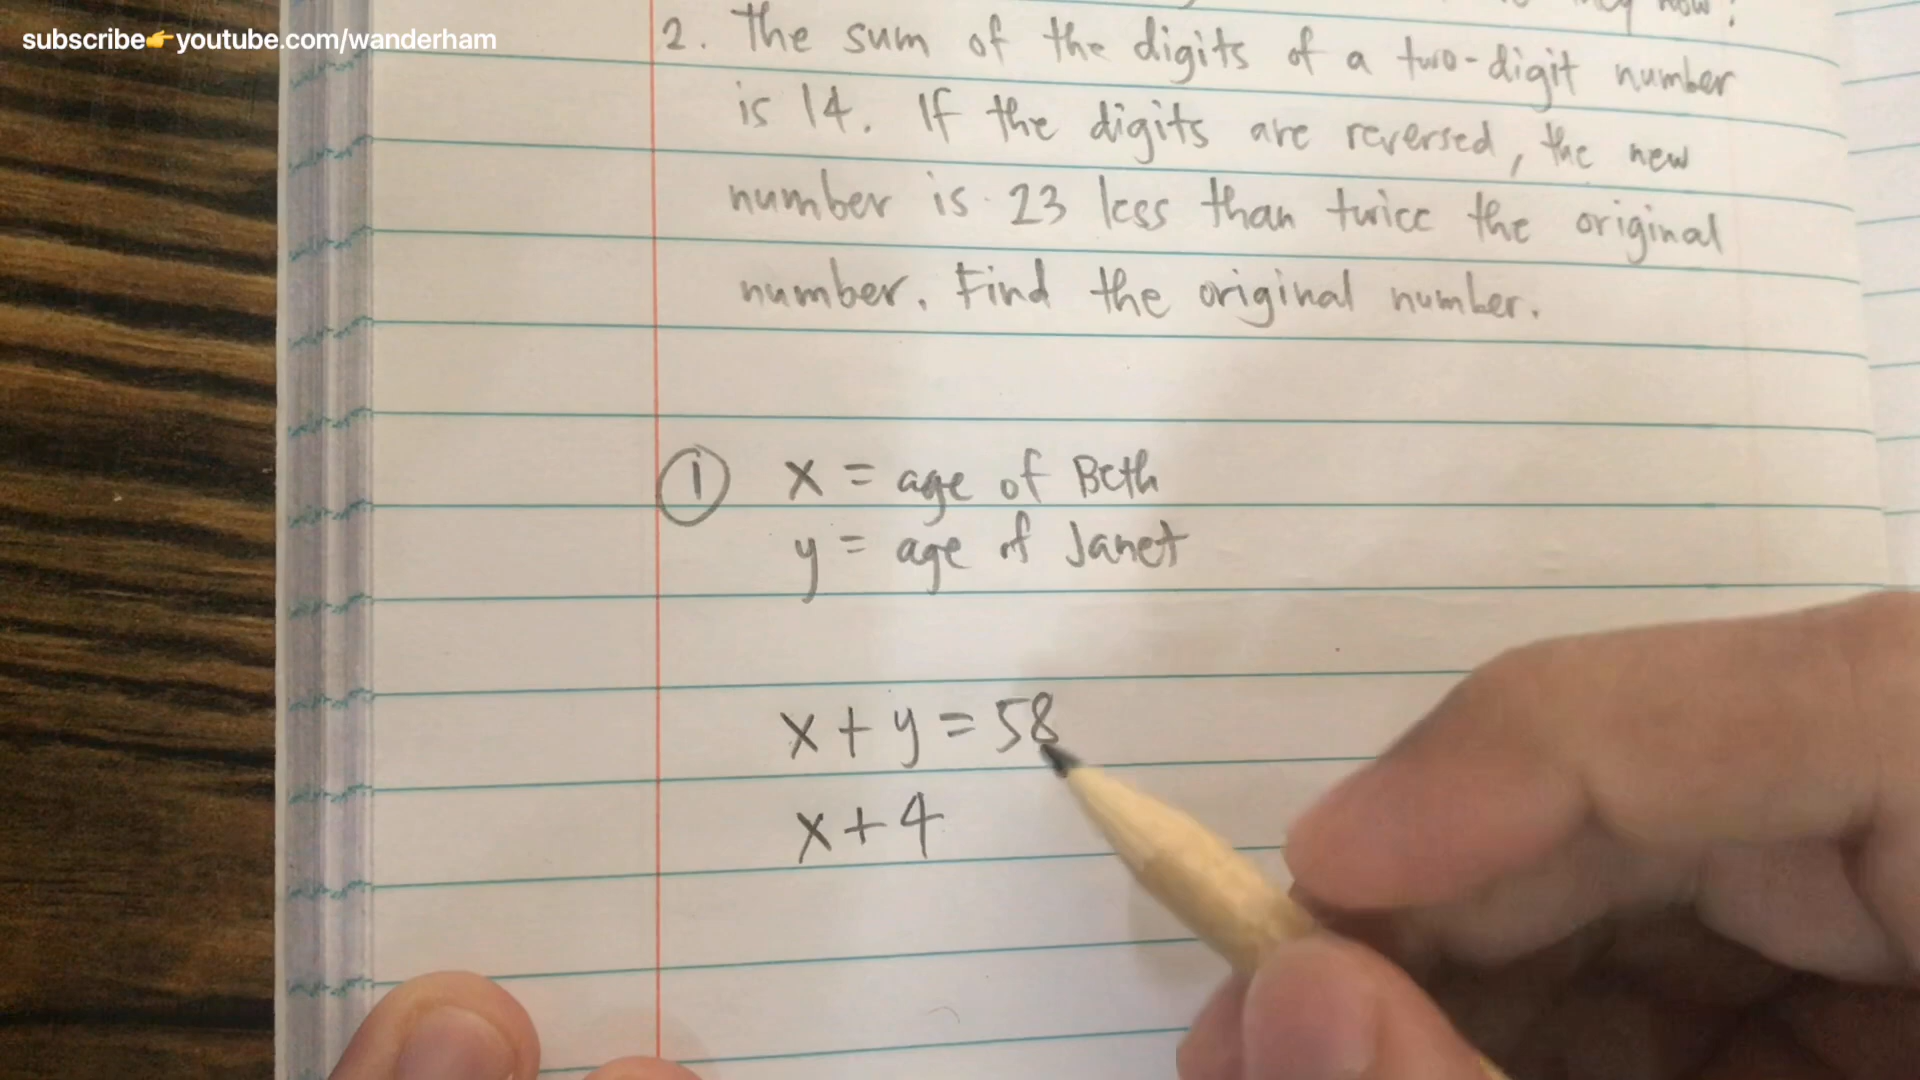 subscribe👉youtube.com/wanderham
now?
2. The sum of the digits of a two-digit number
is 14. If the digits are reversed, the new
number is 23 less than twice the original
number. Find the original number.
① x = age of Beth
y = age of Janet
x + y = 58
x + 4